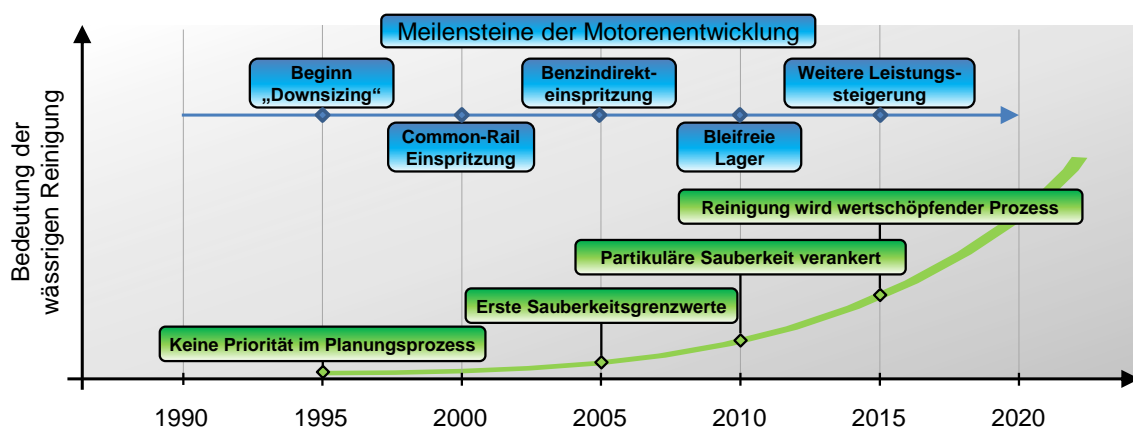 Meilensteine der Motorenentwicklung
Beginn
„Downsizing“
Benzindirekt-
einspritzung
Weitere Leistungs-
steigerung
Common-Rail
Einspritzung
Bleifreie
Lager
Bedeutung der
wässrigen Reinigung
Reinigung wird wertschöpfender Prozess
Partikuläre Sauberkeit verankert
Erste Sauberkeitsgrenzwerte
Keine Priorität im Planungsprozess
1990 1995 2000 2005 2010 2015 2020